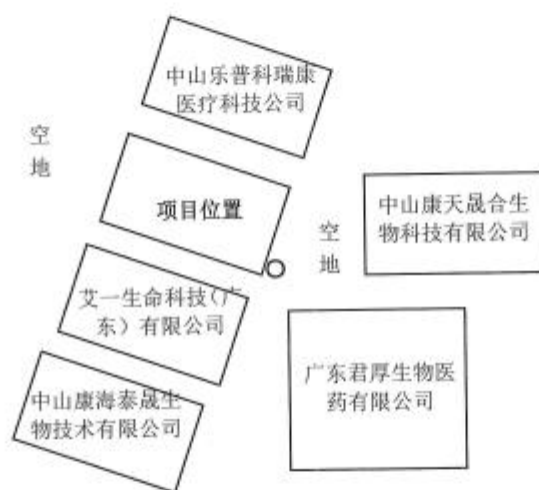 中山乐普科瑞康
医疗科技公司
空
地
项目位置
中山康天晟合生
物科技有限公司
空
地
艾一生命科技（广
东）有限公司
广东君厚生物医
药有限公司
中山康海泰晟生
物技术有限公司